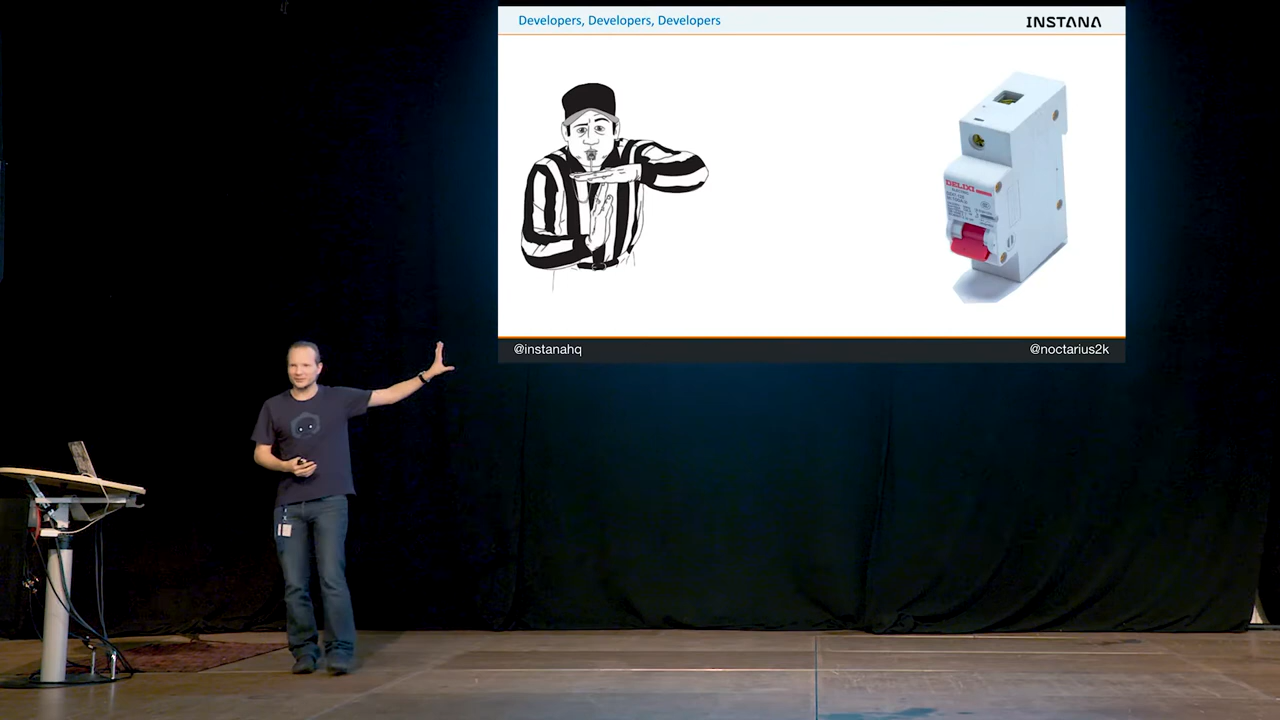 Developers, Developers, Developers
INSTANA
DELIXI
@instanahq
@noctarius2k